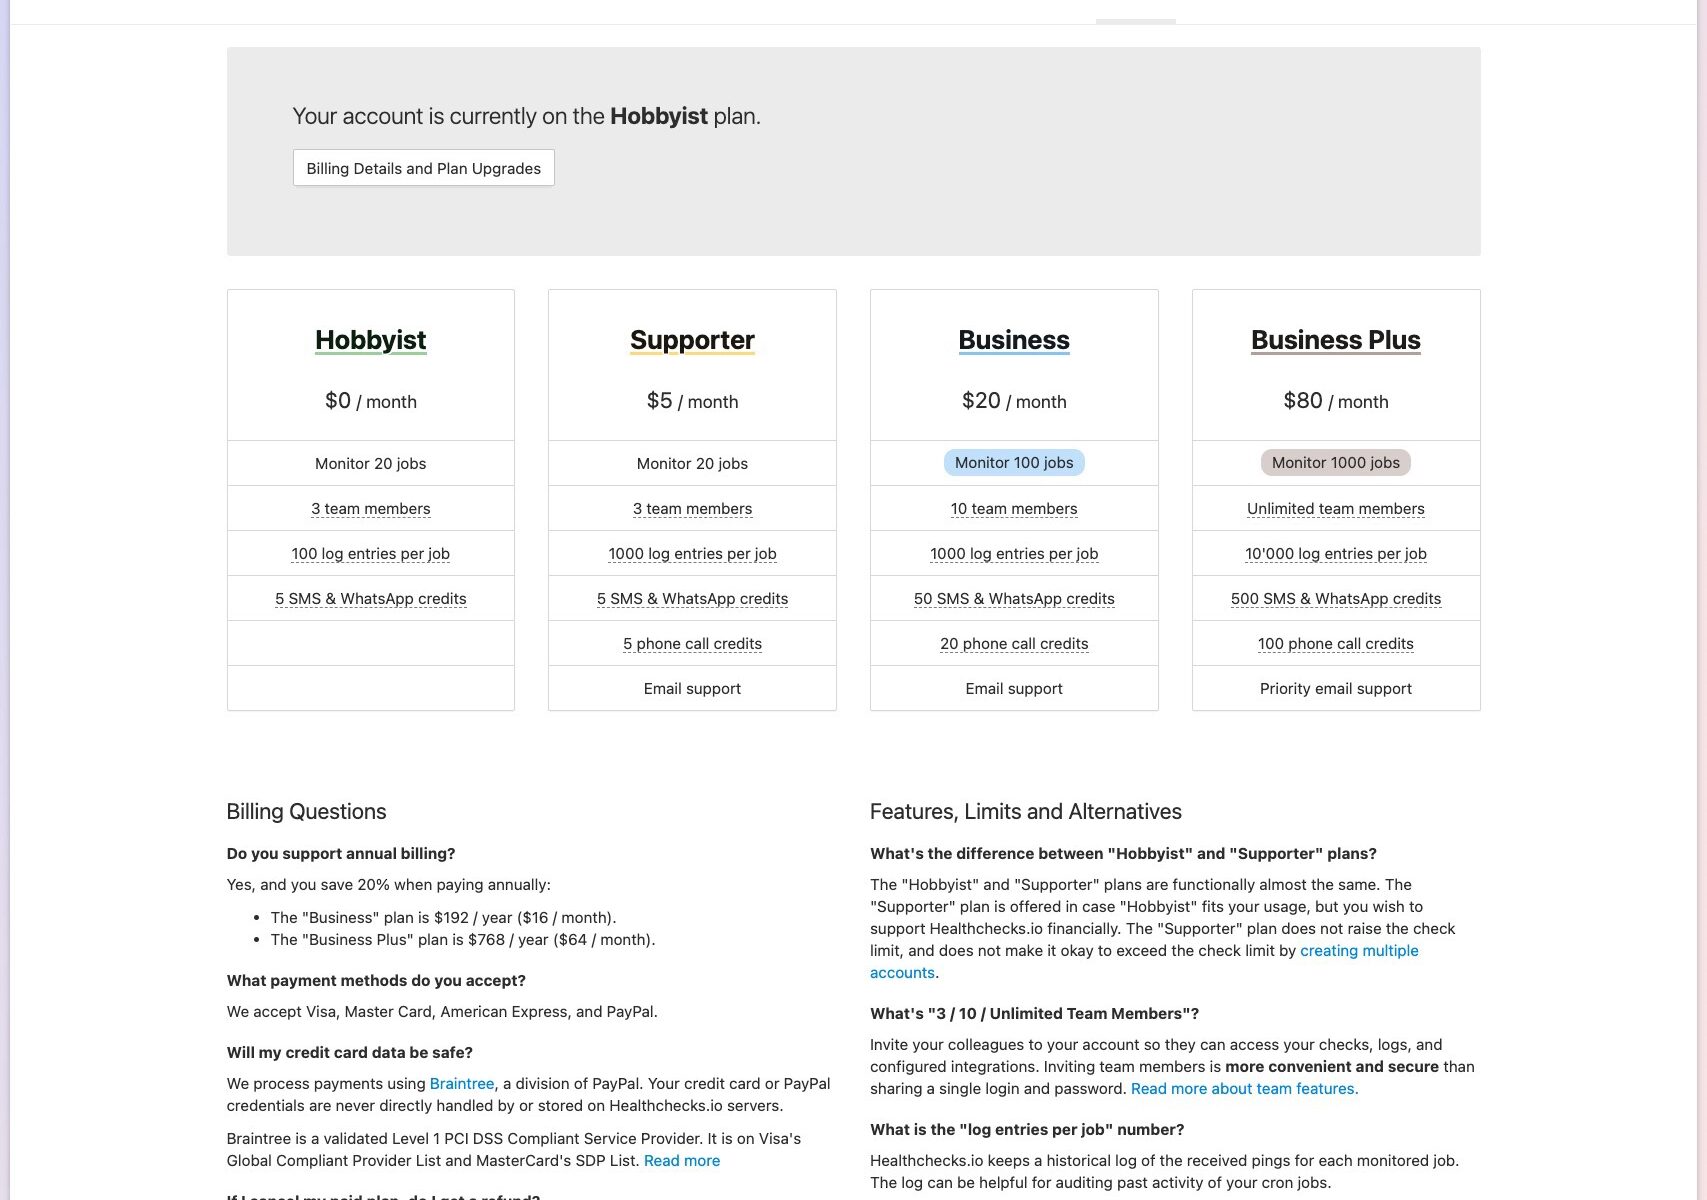 Your account is currently on the Hobbyist plan.
Billing Details and Plan Upgrades
Hobbyist
$0 / month
Monitor 20 jobs
3 team members
100 log entries per job
5 SMS & WhatsApp credits
Supporter
$5 / month
Monitor 20 jobs
3 team members
1000 log entries per job
5 SMS & WhatsApp credits
5 phone call credits
Email support
Business
$20 / month
Monitor 100 jobs
10 team members
1000 log entries per job
50 SMS & WhatsApp credits
20 phone call credits
Email support
Business Plus
$80 / month
Monitor 1000 jobs
Unlimited team members
10'000 log entries per job
500 SMS & WhatsApp credits
100 phone call credits
Priority email support
Billing Questions
Do you support annual billing?
Yes, and you save 20% when paying annually:
• The "Business" plan is $192 / year ($16 / month).
• The "Business Plus" plan is $768 / year ($64 / month).
What payment methods do you accept?
We accept Visa, Master Card, American Express, and PayPal.
Will my credit card data be safe?
We process payments using Braintree, a division of PayPal. Your credit card or PayPal
credentials are never directly handled by or stored on Healthchecks.io servers.
Braintree is a validated Level 1 PCI DSS Compliant Service Provider. It is on Visa's
Global Compliant Provider List and MasterCard's SDP List. Read more
If I cancel my paid plan, do I get a refund?
Features, Limits and Alternatives
What's the difference between "Hobbyist" and "Supporter" plans?
The "Hobbyist" and "Supporter" plans are functionally almost the same. The
"Supporter" plan is offered in case "Hobbyist" fits your usage, but you wish to
support Healthchecks.io financially. The "Supporter" plan does not raise the check
limit, and does not make it okay to exceed the check limit by creating multiple
accounts.
What's "3 / 10 / Unlimited Team Members"?
Invite your colleagues to your account so they can access your checks, logs, and
configured integrations. Inviting team members is more convenient and secure than
sharing a single login and password. Read more about team features.
What is the "log entries per job" number?
Healthchecks.io keeps a historical log of the received pings for each monitored job.
The log can be helpful for auditing past activity of your cron jobs.